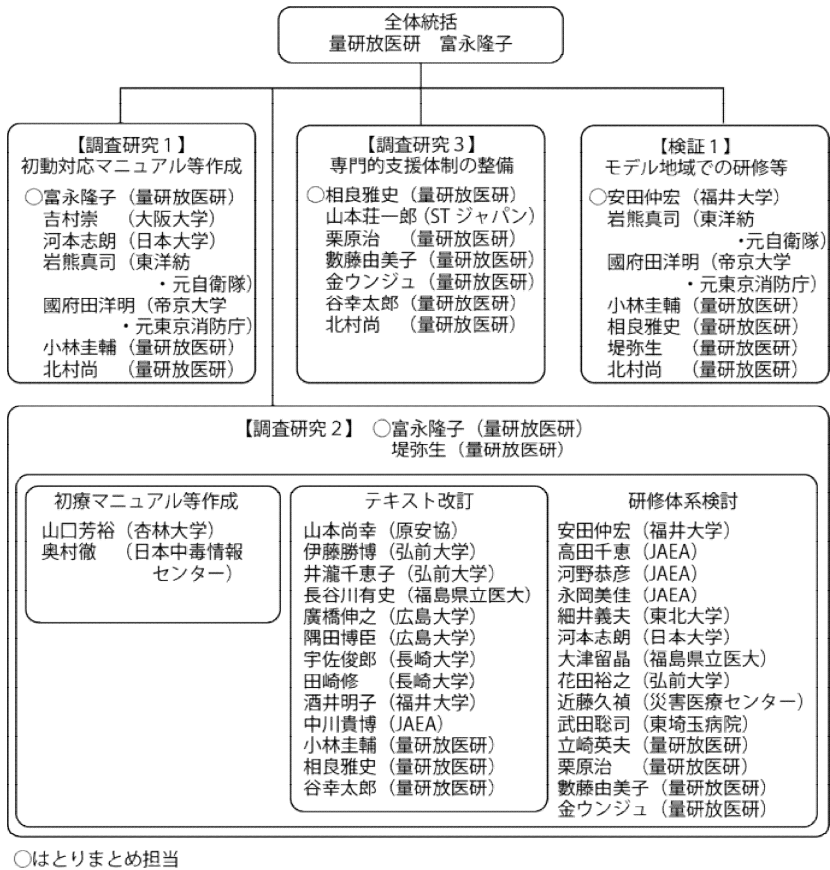 全体統括
量研放医研 富永隆子
【調査研究1】
初動対応マニュアル等作成
○富永隆子(量研放医研)
吉村崇 (大阪大学)
河本志朗(日本大学)
岩熊真司(東洋紡
・元自衛隊)
國府田洋明(帝京大学
・元東京消防庁)
小林圭輔(量研放医研)
北村尚 (量研放医研)
【調査研究3】
専門的支援体制の整備
○相良雅史(量研放医研)
山本荘一郎(STジャパン)
栗原治 (量研放医研)
數藤由美子(量研放医研)
金ウンジュ(量研放医研)
谷幸太郎(量研放医研)
北村尚 (量研放医研)
【検証1】
モデル地域での研修等
○安田仲宏(福井大学)
岩熊真司(東洋紡
・元自衛隊)
國府田洋明(帝京大学
・元東京消防庁)
小林圭輔(量研放医研)
相良雅史(量研放医研)
堤弥生 (量研放医研)
北村尚 (量研放医研)
【調査研究2】 ○富永隆子(量研放医研)
堤弥生(量研放医研)
初療マニュアル等作成
山口芳裕(杏林大学)
奥村徹 (日本中毒情報
センター)
テキスト改訂
山本尚幸(原安協)
伊藤勝博(弘前大学)
井瀧千恵子(弘前大学)
長谷川有史(福島県立医大)
廣橋伸之(広島大学)
隅田博臣(広島大学)
宇佐俊郎(長崎大学)
田崎修 (長崎大学)
酒井明子(福井大学)
中川貴博(JAEA)
小林圭輔(量研放医研)
相良雅史(量研放医研)
谷幸太郎(量研放医研)
研修体系検討
安田仲宏(福井大学)
高田千恵(JAEA)
河野恭彦(JAEA)
永岡美佳(JAEA)
細井義夫(東北大学)
河本志朗(日本大学)
大津留晶(福島県立医大)
花田裕之(弘前大学)
近藤久禎(災害医療センター)
武田聡司(東埼玉病院)
立崎英夫(量研放医研)
栗原治 (量研放医研)
數藤由美子(量研放医研)
金ウンジュ(量研放医研)
○はとりまとめ担当